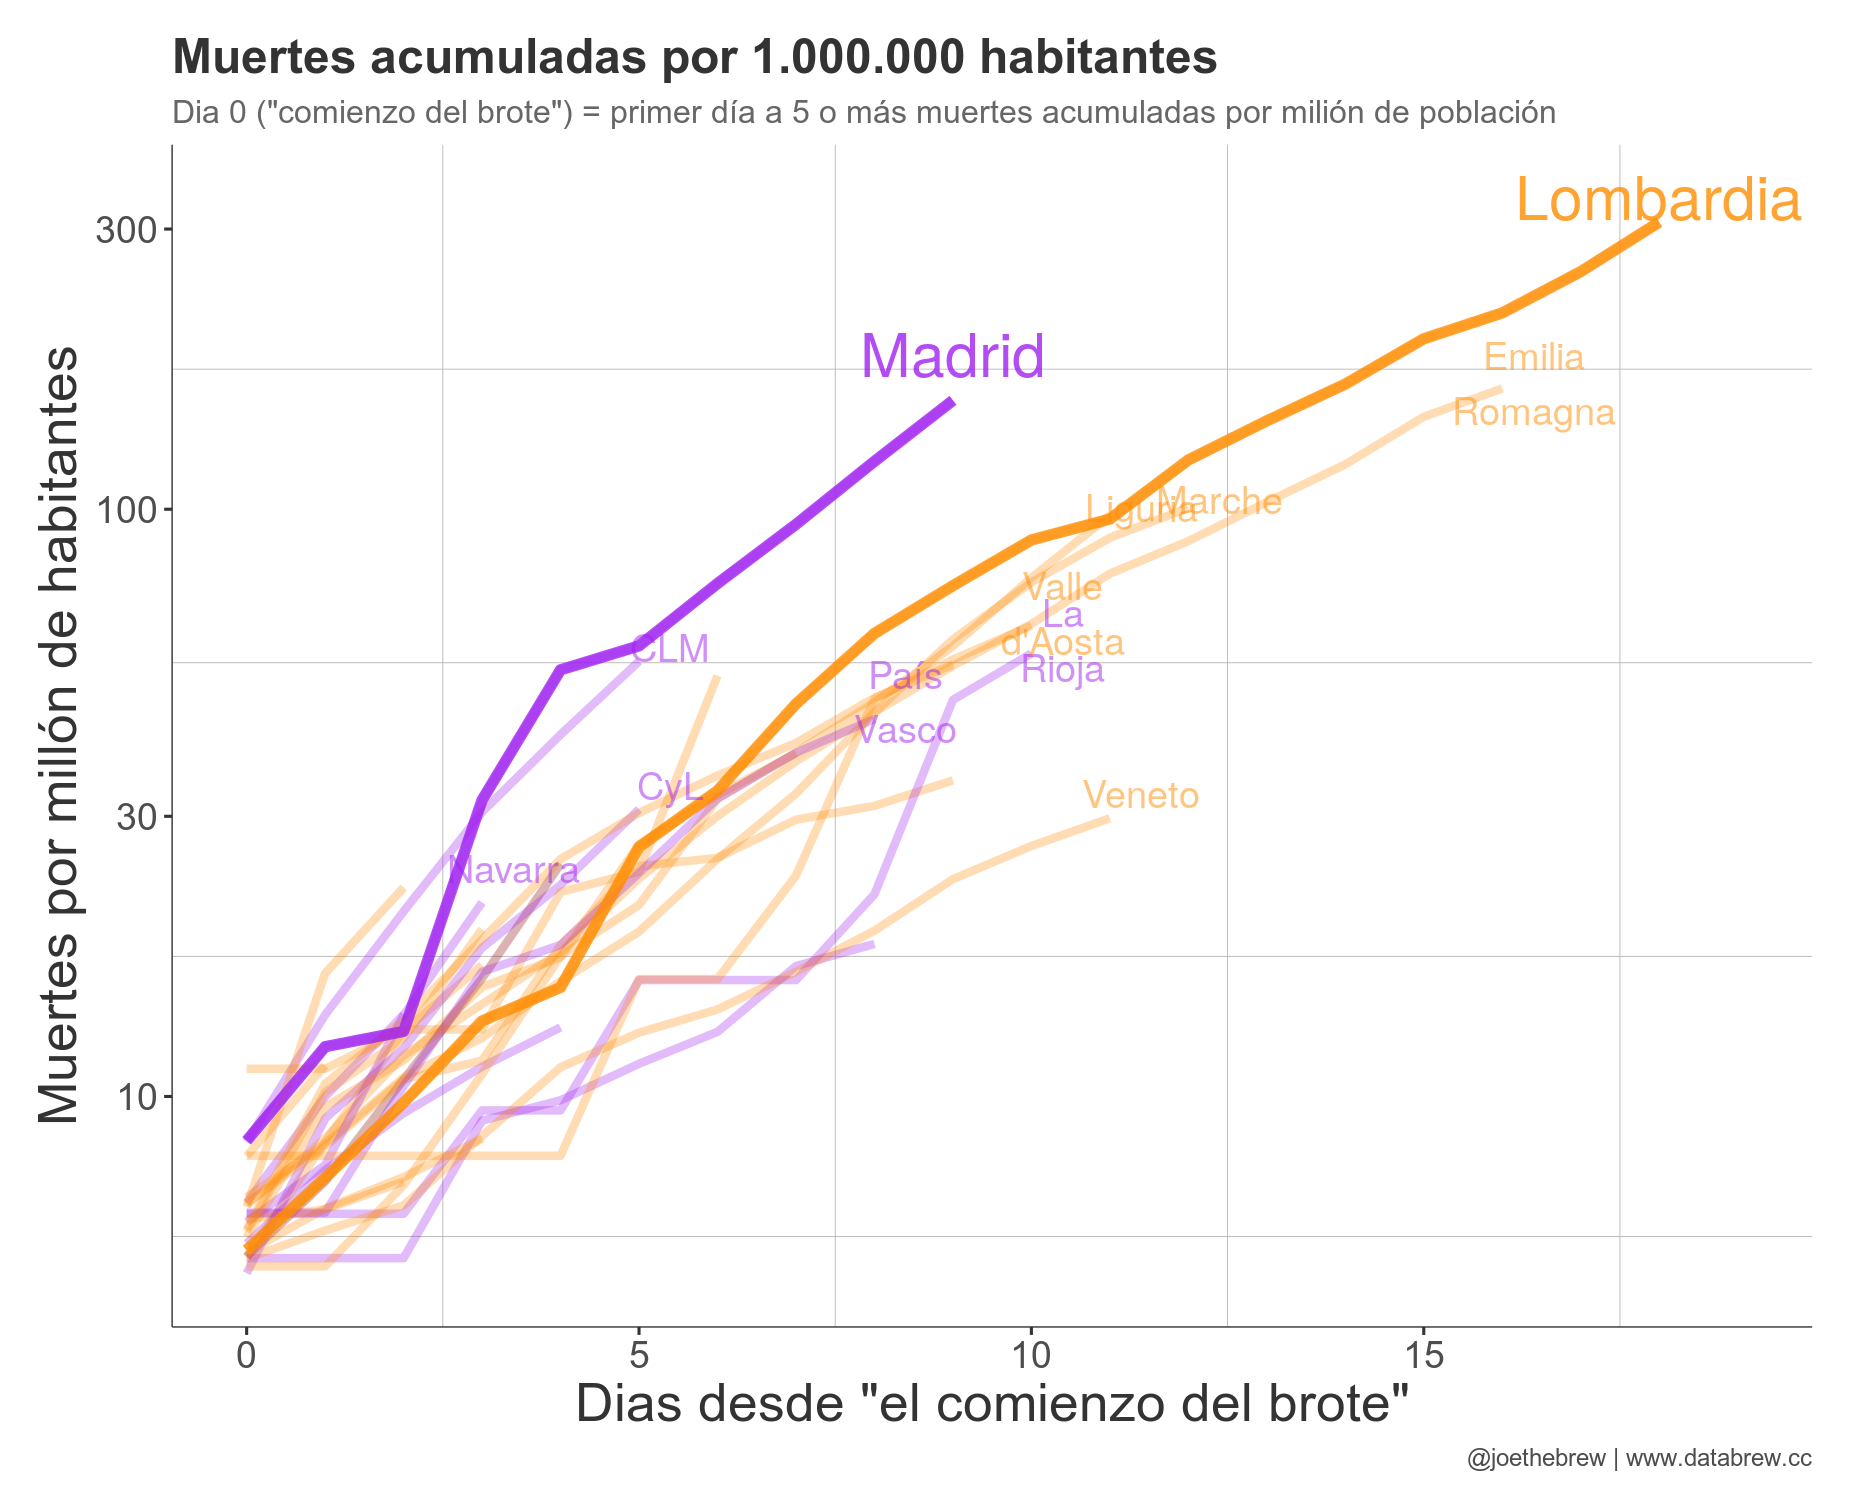 Muertes acumuladas por 1.000.000 habitantes
Dia 0 ("comienzo del brote") = primer día a 5 o más muertes acumuladas por milión de población
Muertes por millón de habitantes
300
100
30
10
Lombardia
Madrid
Emilia
Romagna
Liguria
Marche
Valle
d'Aosta
La
Rioja
CLM
País
Vasco
CyL
Veneto
Navarra
0
5
10
15
Dias desde "el comienzo del brote"
@joethebrew | www.databrew.cc